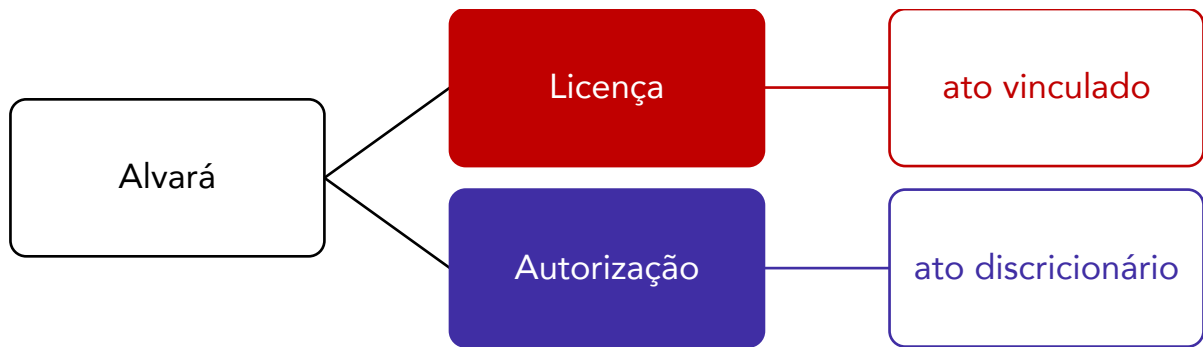 Alvará
Licença
ato vinculado
Autorização
ato discricionário